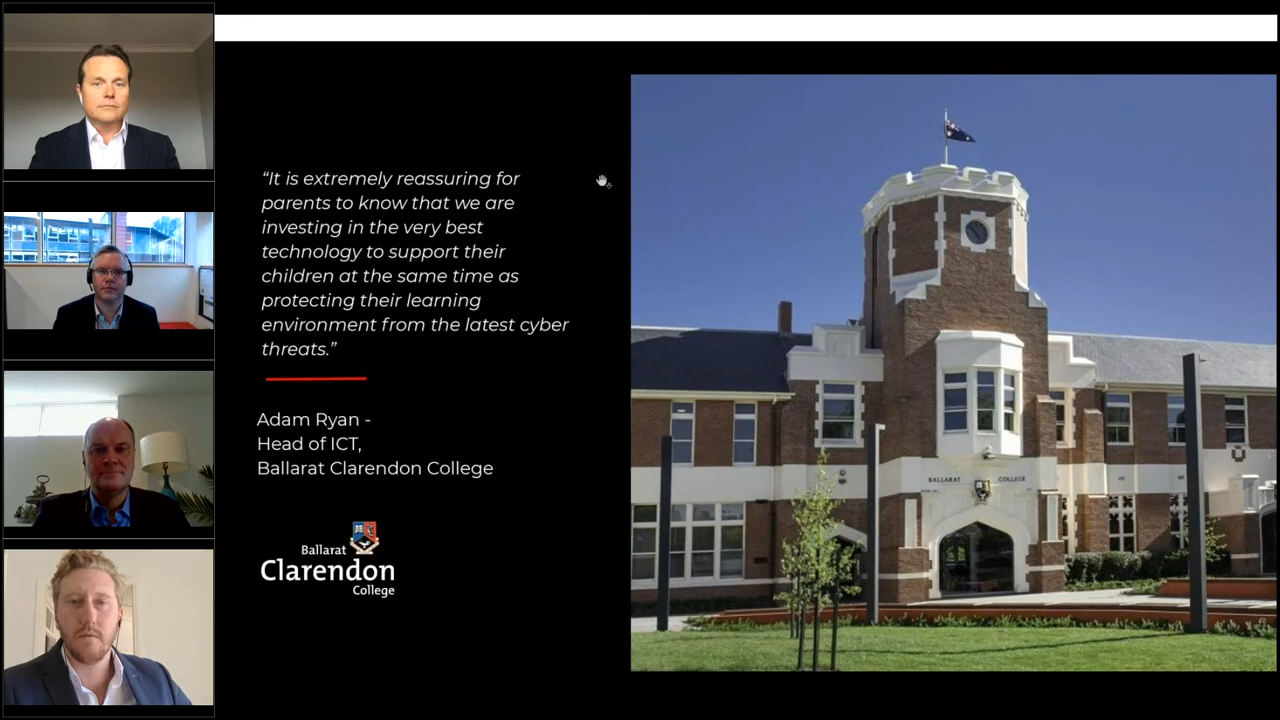 “It is extremely reassuring for
parents to know that we are
investing in the very best
technology to support their
children at the same time as
protecting their learning
environment from the latest cyber
threats.”
Adam Ryan -
Head of ICT,
Ballarat Clarendon College
Ballarat
Clarendon
College
BALLARAT COLLEGE